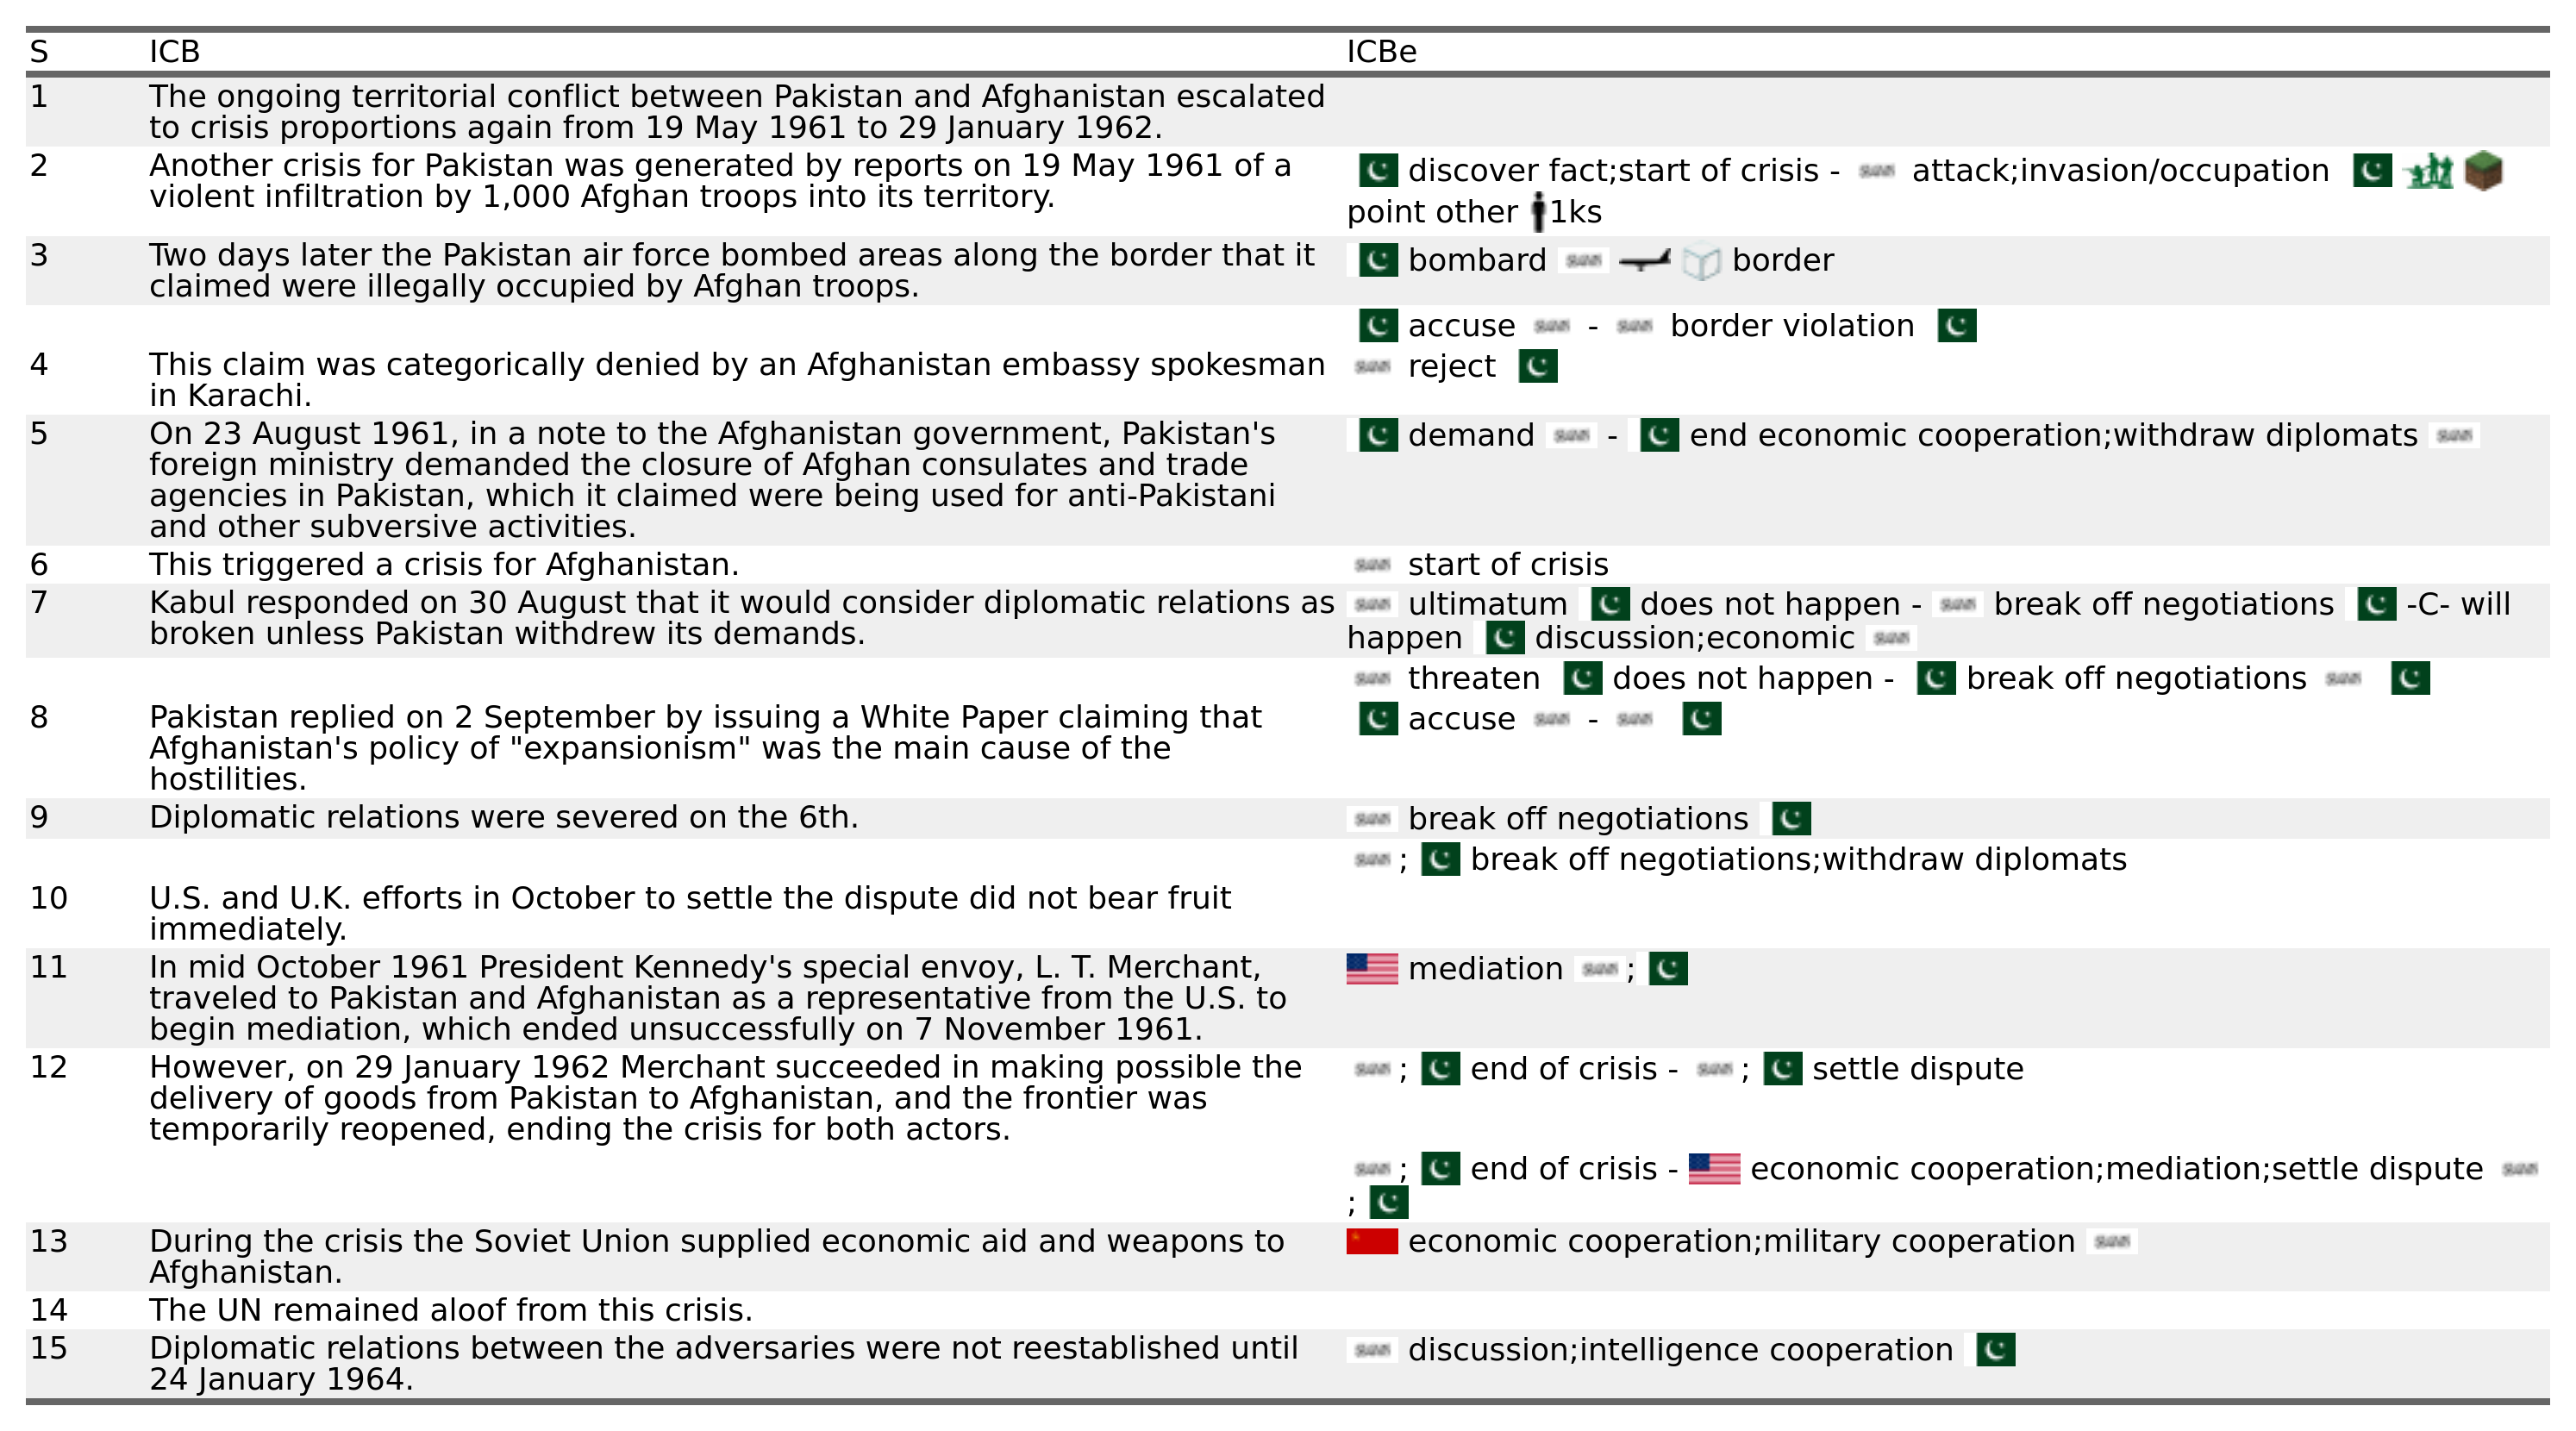 S ICB ICBe
1 The ongoing territorial conflict between Pakistan and Afghanistan escalated
to crisis proportions again from 19 May 1961 to 29 January 1962.
2 Another crisis for Pakistan was generated by reports on 19 May 1961 of a
violent infiltration by 1,000 Afghan troops into its territory.
discover fact;start of crisis - attack;invasion/occupation
point other 1ks
3 Two days later the Pakistan air force bombed areas along the border that it
claimed were illegally occupied by Afghan troops.
bombard border
accuse - border violation
4 This claim was categorically denied by an Afghanistan embassy spokesman
in Karachi.
reject
5 On 23 August 1961, in a note to the Afghanistan government, Pakistan's
foreign ministry demanded the closure of Afghan consulates and trade
agencies in Pakistan, which it claimed were being used for anti-Pakistani
and other subversive activities.
demand - end economic cooperation;withdraw diplomats
6 This triggered a crisis for Afghanistan.
start of crisis
7 Kabul responded on 30 August that it would consider diplomatic relations as
broken unless Pakistan withdrew its demands.
ultimatum does not happen - break off negotiations -C- will
happen discussion;economic
threaten does not happen - break off negotiations
8 Pakistan replied on 2 September by issuing a White Paper claiming that
Afghanistan's policy of "expansionism" was the main cause of the
hostilities.
accuse -
9 Diplomatic relations were severed on the 6th.
break off negotiations
; break off negotiations;withdraw diplomats
10 U.S. and U.K. efforts in October to settle the dispute did not bear fruit
immediately.
11 In mid October 1961 President Kennedy's special envoy, L. T. Merchant,
traveled to Pakistan and Afghanistan as a representative from the U.S. to
begin mediation, which ended unsuccessfully on 7 November 1961.
mediation ;
12 However, on 29 January 1962 Merchant succeeded in making possible the
delivery of goods from Pakistan to Afghanistan, and the frontier was
temporarily reopened, ending the crisis for both actors.
; end of crisis - ; settle dispute
; end of crisis - economic cooperation;mediation;settle dispute
;
13 During the crisis the Soviet Union supplied economic aid and weapons to
Afghanistan.
economic cooperation;military cooperation
14 The UN remained aloof from this crisis.
15 Diplomatic relations between the adversaries were not reestablished until
24 January 1964.
discussion;intelligence cooperation